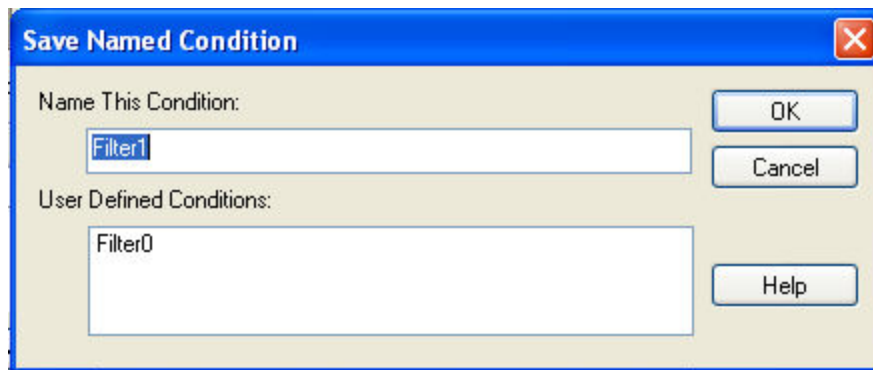 Save Named Condition
Name This Condition:
OK
Filter1
Cancel
User Defined Conditions:
Filter0
Help